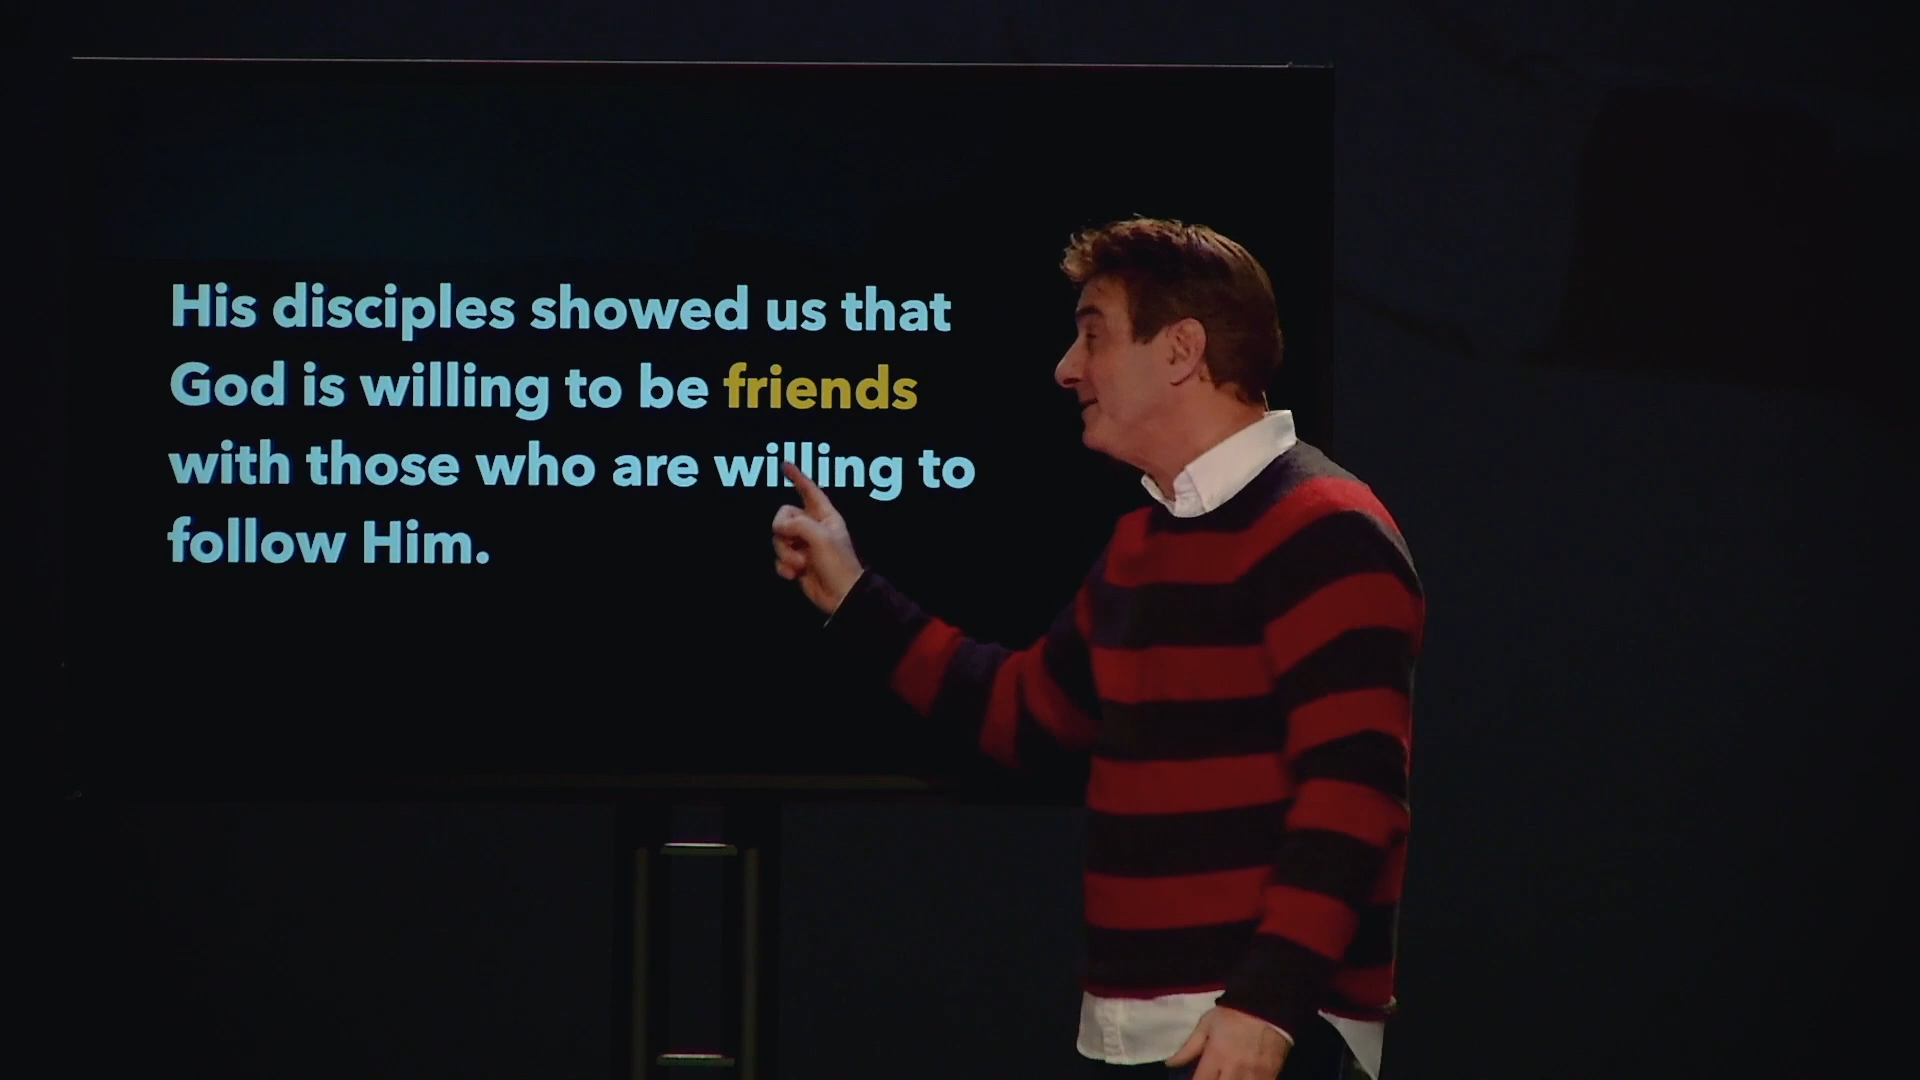 His disciples showed us that
God is willing to be friends
with those who are willing to
follow Him.